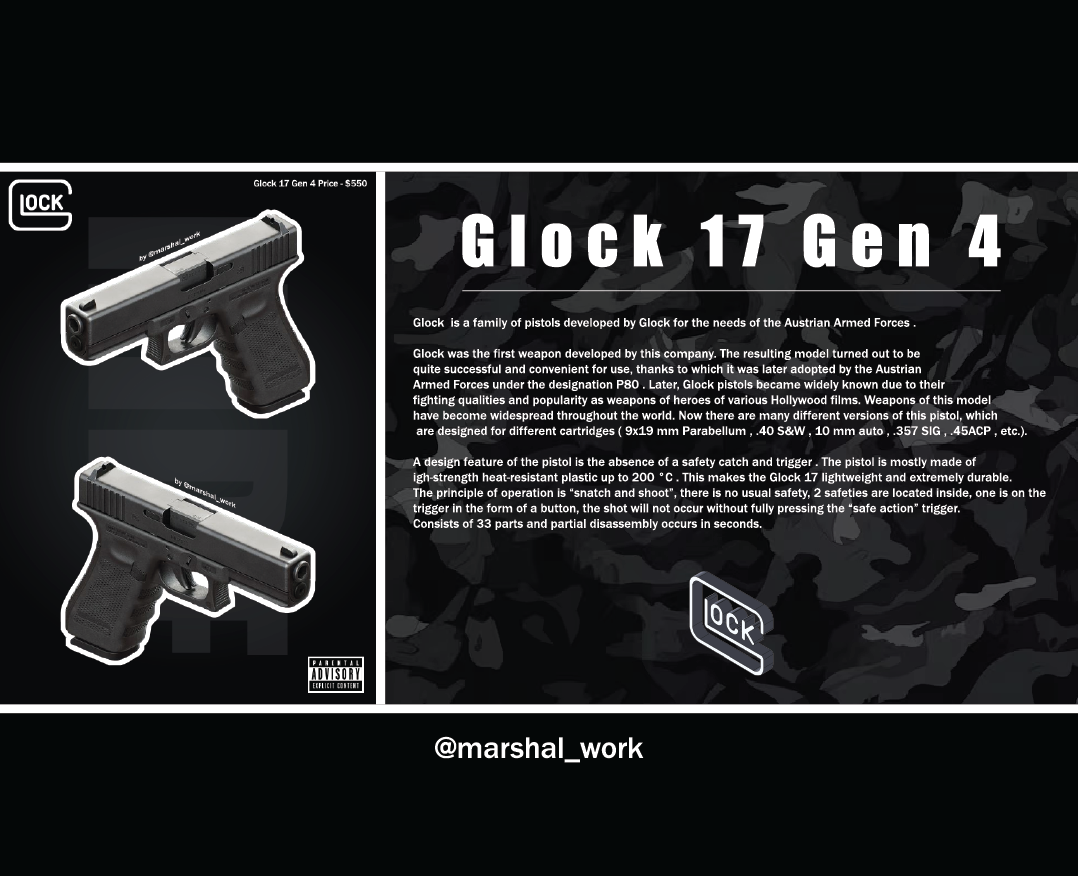 GLOCK
Glock 17 Gen 4 Price - $550
by @marshal_work
by @marshal_work
PARENTAL
ADVISORY
EXPLICIT CONTENT
Glock 17 Gen 4
Glock is a family of pistols developed by Glock for the needs of the Austrian Armed Forces .
Glock was the first weapon developed by this company. The resulting model turned out to be
quite successful and convenient for use, thanks to which it was later adopted by the Austrian
Armed Forces under the designation P80 . Later, Glock pistols became widely known due to their
fighting qualities and popularity as weapons of heroes of various Hollywood films. Weapons of this model
have become widespread throughout the world. Now there are many different versions of this pistol, which
are designed for different cartridges ( 9x19 mm Parabellum , .40 S&W , 10 mm auto , .357 SIG , .45ACP , etc.).
A design feature of the pistol is the absence of a safety catch and trigger . The pistol is mostly made of
igh-strength heat-resistant plastic up to 200 °C . This makes the Glock 17 lightweight and extremely durable.
The principle of operation is “snatch and shoot”, there is no usual safety, 2 safeties are located inside, one is on the
trigger in the form of a button, the shot will not occur without fully pressing the “safe action” trigger.
Consists of 33 parts and partial disassembly occurs in seconds.
GLOCK
@marshal_work